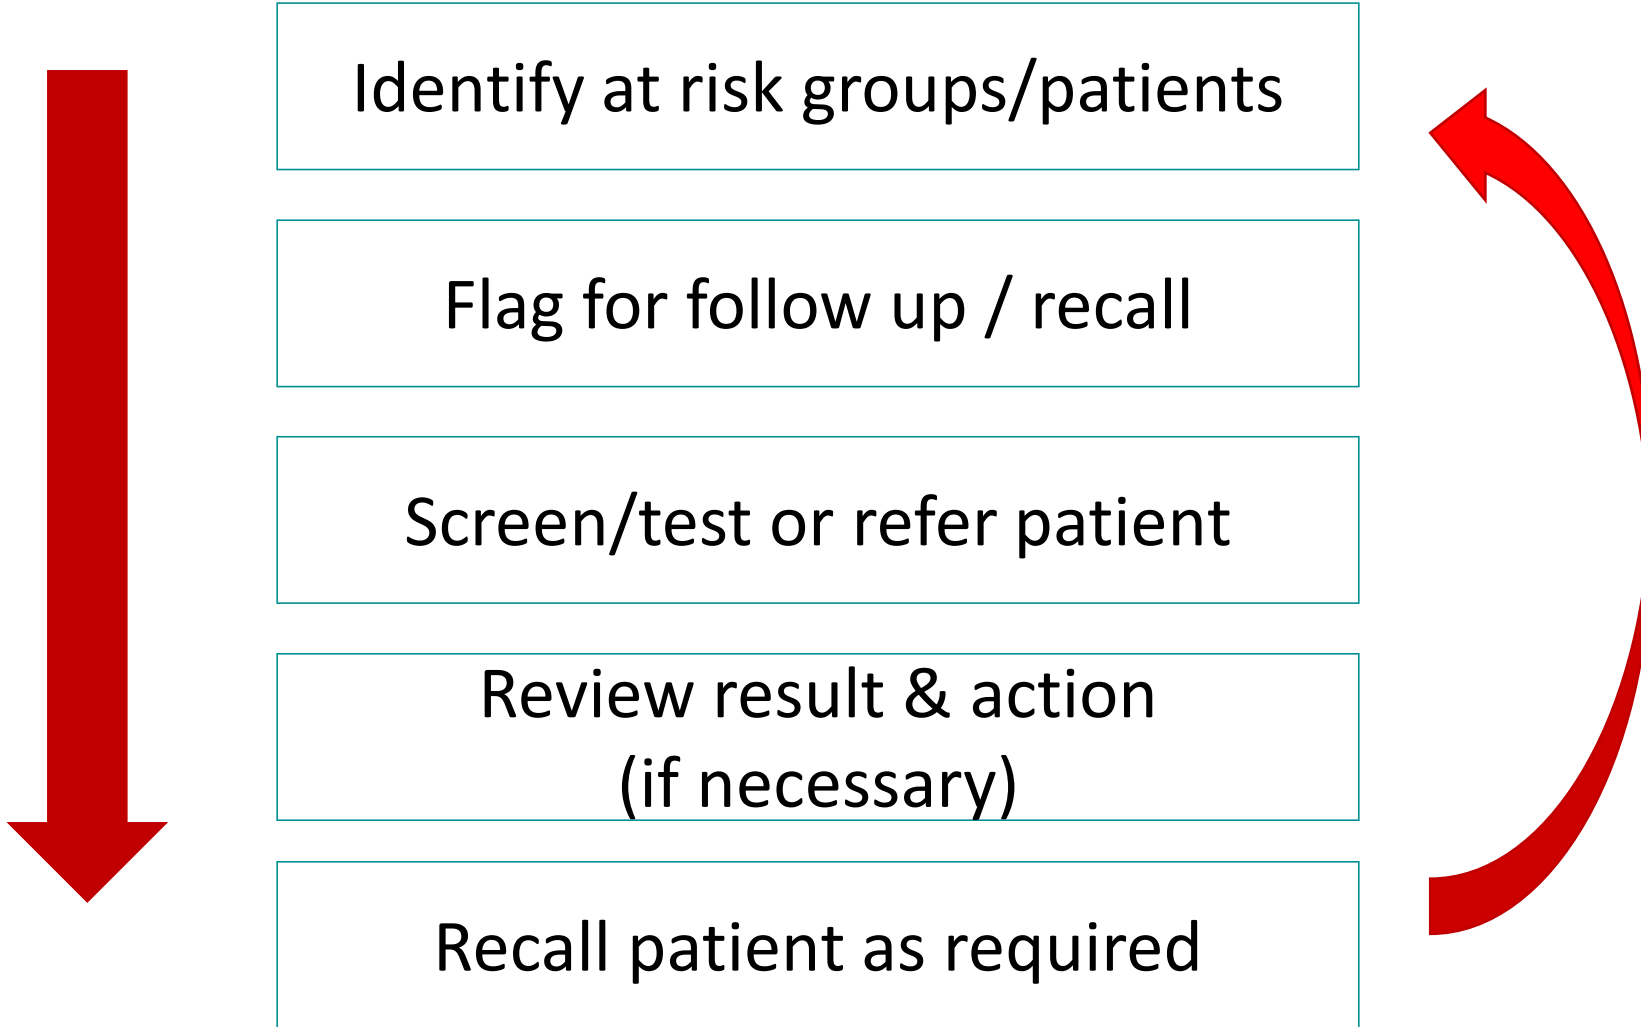 Identify at risk groups/patients
Flag for follow up / recall
Screen/test or refer patient
Review result & action
(if necessary)
Recall patient as required